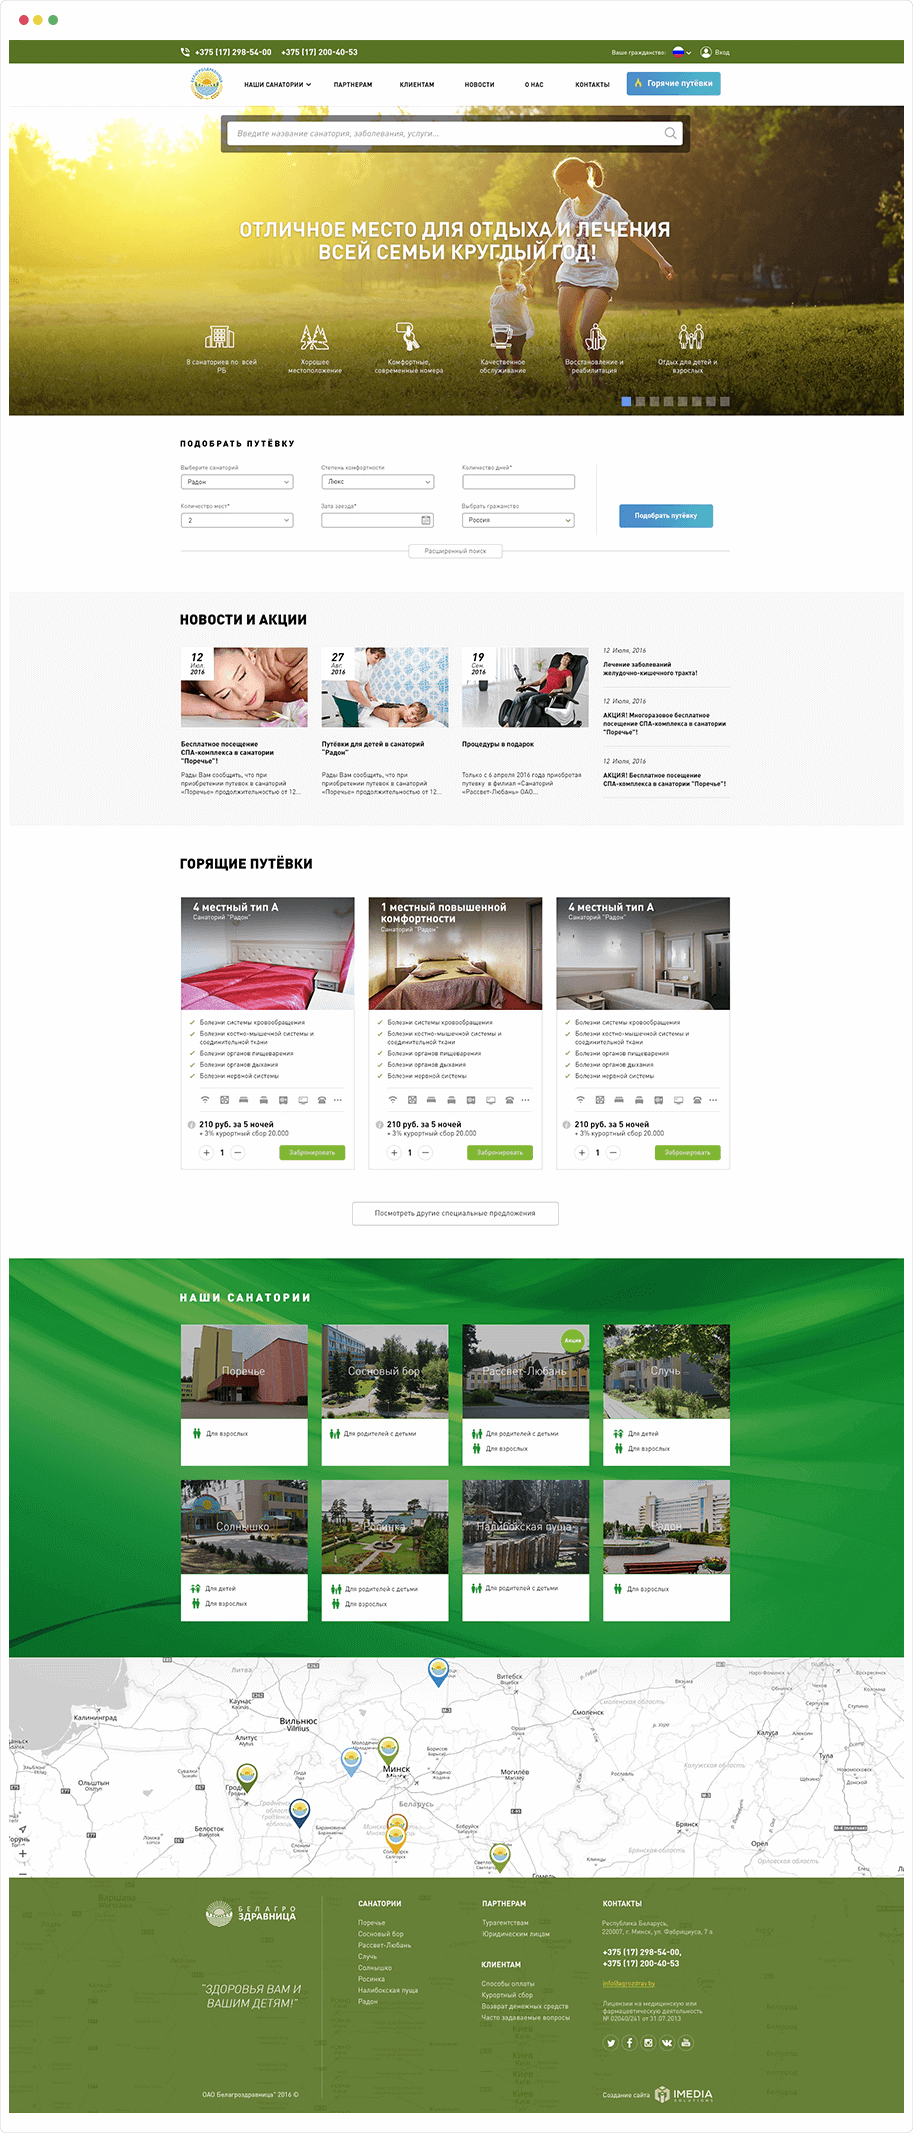 +375 (17) 298-54-00 +375 (17) 200-40-53
Ваше гражданство:
Вход
НАШИ САНАТОРИИ
ПАРТНЕРАМ
КЛИЕНТАМ
НОВОСТИ
О НАС
КОНТАКТЫ
Горячие путёвки
Введите название санатория, заболевания, услуги...
ОТЛИЧНОЕ МЕСТО ДЛЯ ОТДЫХА И ЛЕЧЕНИЯ
ВСЕЙ СЕМЬИ КРУГЛЫЙ ГОД!
8 санаториев по всей
РБ
Хорошее
местоположение
Комфортные,
современные номера
Качественное
обслуживание
Восстановление и
реабилитация
Отдых для детей и
взрослых
ПОДОБРАТЬ ПУТЁВКУ
Выберите санаторий
Радон
Степень комфортности
Люкс
Количество дней*
Количество мест*
2
Зата заезда*
Выбрать гражанство
Россия
Подобрать путёвку
Расширенный поиск
НОВОСТИ И АКЦИИ
12
Июл.
2016
Бесплатное посещение
СПА-комплекса в санатории
"Поречье"!
Рады Вам сообщить, что при
приобретении путевок в санаторий
«Поречье» продолжительностью от 12...
27
Авг.
2016
Путёвки для детей в санаторий
"Радон"
Рады Вам сообщить, что при
приобретении путевок в санаторий
«Поречье» продолжительностью от 12...
19
Сен.
2016
Процедуры в подарок
Только с 6 апреля 2016 года приобретая
путевку в филиал «Санаторий
«Рассвет-Любань» ОАО...
12 Июля, 2016
Лечение заболеваний
желудочно-кишечного тракта!
12 Июля, 2016
АКЦИЯ! Многоразовое бесплатное
посещение СПА-комплекса в санатории
"Поречье"!
12 Июля, 2016
АКЦИЯ! Бесплатное посещение
СПА-комплекса в санатории "Поречье"!
ГОРЯЩИЕ ПУТЁВКИ
4 местный тип А
Санаторий "Радон"
Болезни системы кровообращения
Болезни костно-мышечной системы и
соединительной ткани
Болезни органов пищеварения
Болезни органов дыхания
Болезни нервной системы
210 руб. за 5 ночей
+ 3% курортный сбор 20.000
+ 1 −
Забронировать
1 местный повышенной
комфортности
Санаторий "Радон"
Болезни системы кровообращения
Болезни костно-мышечной системы и
соединительной ткани
Болезни органов пищеварения
Болезни органов дыхания
Болезни нервной системы
210 руб. за 5 ночей
+ 3% курортный сбор 20.000
+ 1 −
Забронировать
4 местный тип А
Санаторий "Радон"
Болезни системы кровообращения
Болезни костно-мышечной системы и
соединительной ткани
Болезни органов пищеварения
Болезни органов дыхания
Болезни нервной системы
210 руб. за 5 ночей
+ 3% курортный сбор 20.000
+ 1 −
Забронировать
Посмотреть другие специальные предложения
НАШИ САНАТОРИИ
Поречье
Для взрослых
Сосновый бор
Для родителей с детьми
Акция
Рассвет-Любань
Для родителей с детьми
Для взрослых
Случь
Для детей
Для взрослых
Солнышко
Для детей
Для взрослых
Росинка
Для родителей с детьми
Для взрослых
Налибокская пуща
Для родителей с детьми
Радон
Для взрослых
Литва
Витебск
Каунас
Kaunas
Калининград
Вильнюс
Vilnius
Алитус
Alytus
Смоленск
Смоленская область
Вязьма
Калуга
Тула
Калужская область
Ольштын
Минск
Могилёв
Беларусь
Белосток
Брянск
Брянская область
Орёл
Орловская область
Гомель
БЕЛАГРО
ЗДРАВНИЦА
"ЗДОРОВЬЯ ВАМ И
ВАШИМ ДЕТЯМ!"
ОАО Белагроздравница" 2016 ©
САНАТОРИИ
Поречье
Сосновый бор
Рассвет-Любань
Случь
Солнышко
Росинка
Налибокская пуща
Радон
ПАРТНЕРАМ
Турагентствам
Юридическим лицам
КЛИЕНТАМ
Способы оплаты
Курортный сбор
Возврат денежных средств
Часто задаваемые вопросы
КОНТАКТЫ
Республика Беларусь,
220007, г. Минск, ул. Фабрициуса, 7 а
+375 (17) 298-54-00,
+375 (17) 200-40-53
info@agrozdrav.by
Лицензии на медицинскую или
фармацевтическую деятельность
№ 02040/241 от 31.07.2013
Создание сайта
IMEDIA
SOLUTIONS